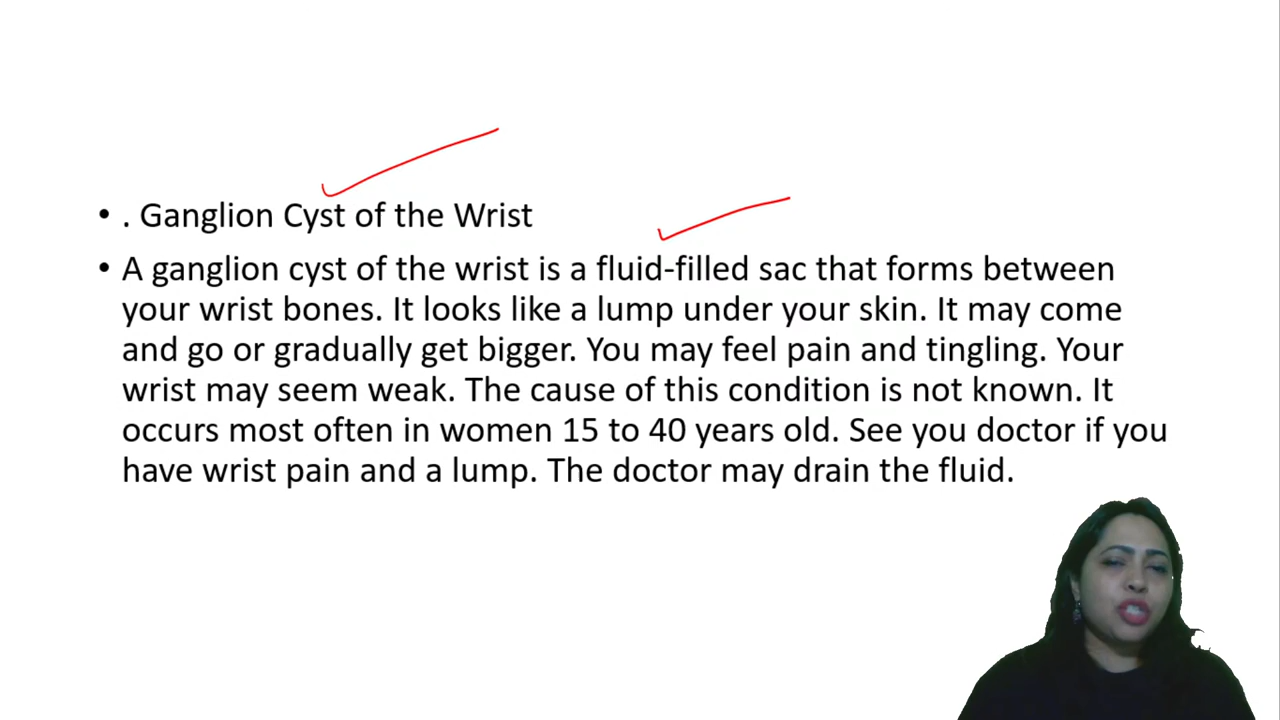 • . Ganglion Cyst of the Wrist
• A ganglion cyst of the wrist is a fluid-filled sac that forms between
your wrist bones. It looks like a lump under your skin. It may come
and go or gradually get bigger. You may feel pain and tingling. Your
wrist may seem weak. The cause of this condition is not known. It
occurs most often in women 15 to 40 years old. See you doctor if you
have wrist pain and a lump. The doctor may drain the fluid.